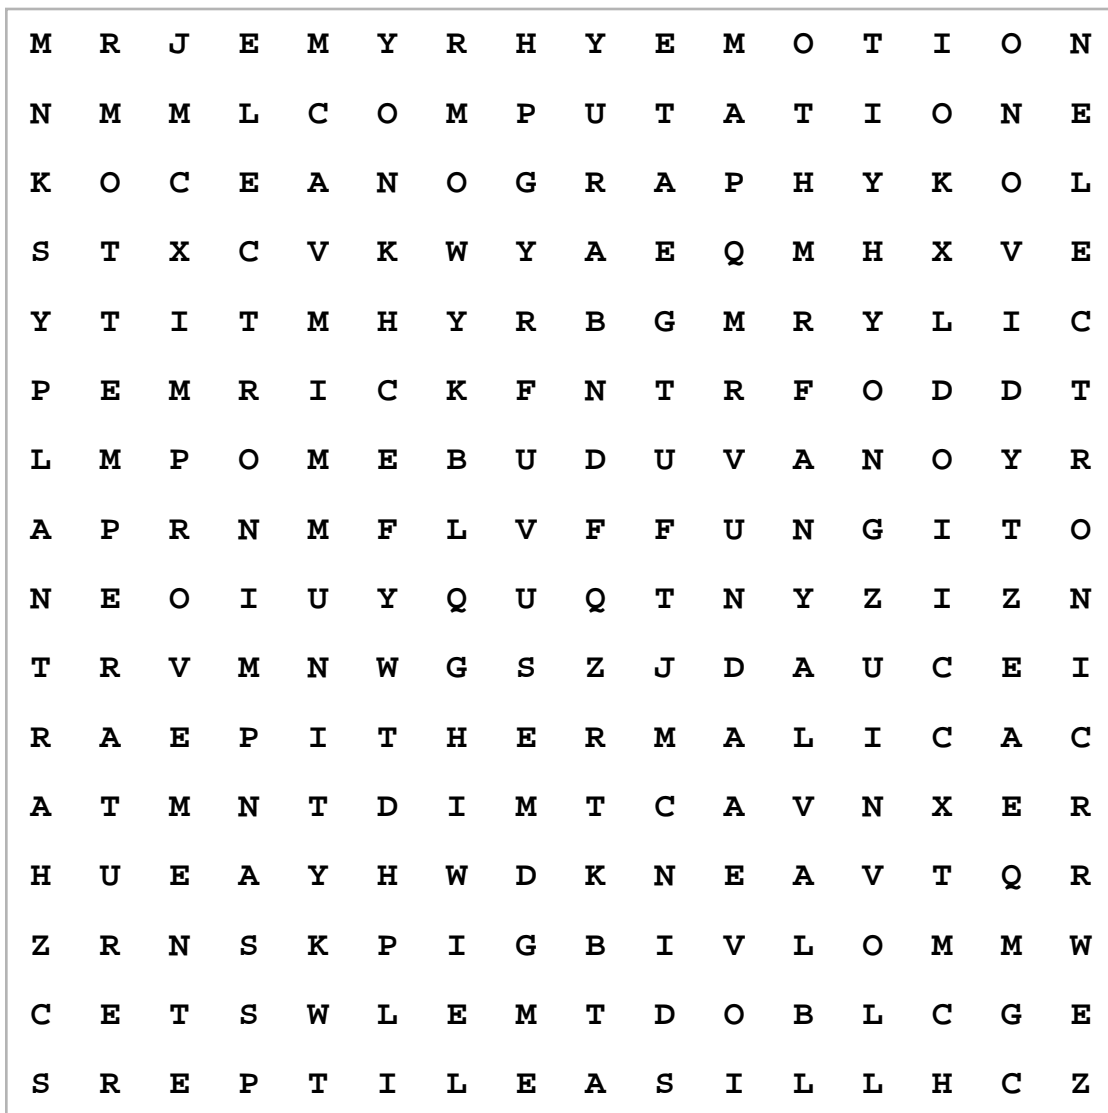 M R J E M Y R H Y E M O T I O N
N M M L C O M P U T A T I O N E
K O C E A N O G R A P H Y K O L
S T X C V K W Y A E Q M H X V E
Y T I T M H Y R B G M R Y L I C
P E M R I C K F N T R F O D D T
L M P O M E B U D U V A N O Y R
A P R N M F L V F F U N G I T O
N E O I U Y Q U Q T N Y Z I Z N
T R V M N W G S Z J D A U C E I
R A E P I T H E R M A L I C A C
A T M N T D I M T C A V N X E R
H U E A Y H W D K N E A V T Q R
Z R N S K P I G B I V L O M M W
C E T S W L E M T D O B L C G E
S R E P T I L E A S I L L H C Z